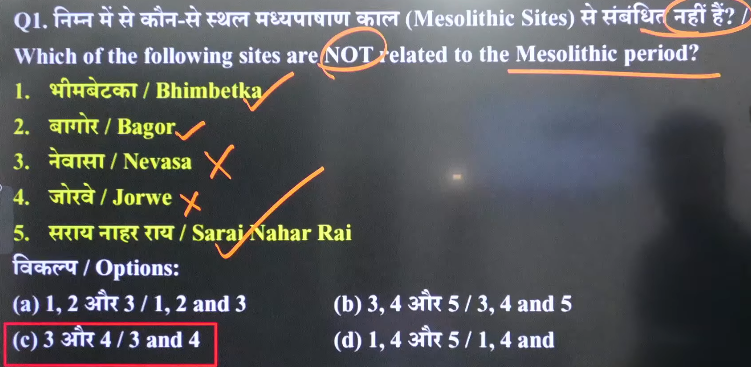 Q1. निम्न में से कौन-से स्थल मध्यपाषाण काल (Mesolithic Sites) से संबंधित नहीं हैं? /
Which of the following sites are NOT related to the Mesolithic period?
1. भीमबेटका / Bhimbetka
2. बागोर / Bagor
3. नेवासा / Nevasa
4. जोरवे / Jorwe
5. सराय नाहर राय / Sarai Nahar Rai
विकल्प / Options:
(a) 1, 2 और 3 / 1, 2 and 3 (b) 3, 4 और 5 / 3, 4 and 5
(c) 3 और 4 / 3 and 4 (d) 1, 4 और 5 / 1, 4 and